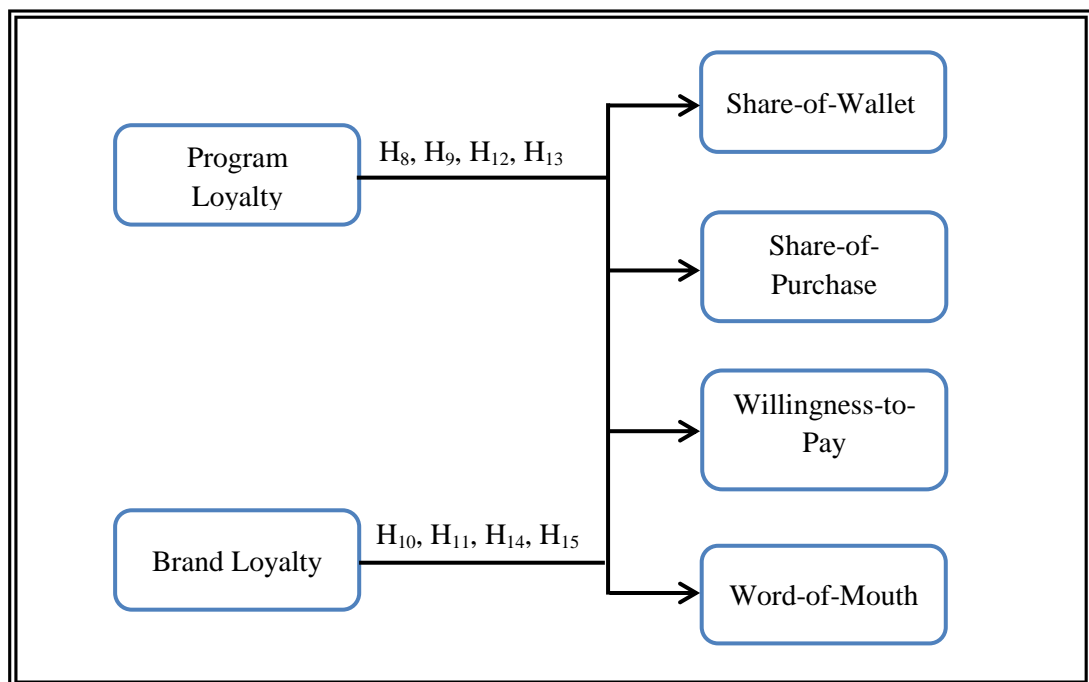 Program
Loyalty
H₈, H₉, H₁₂, H₁₃
Share-of-Wallet
Share-of-
Purchase
Willingness-to-
Pay
Brand Loyalty
H₁₀, H₁₁, H₁₄, H₁₅
Word-of-Mouth